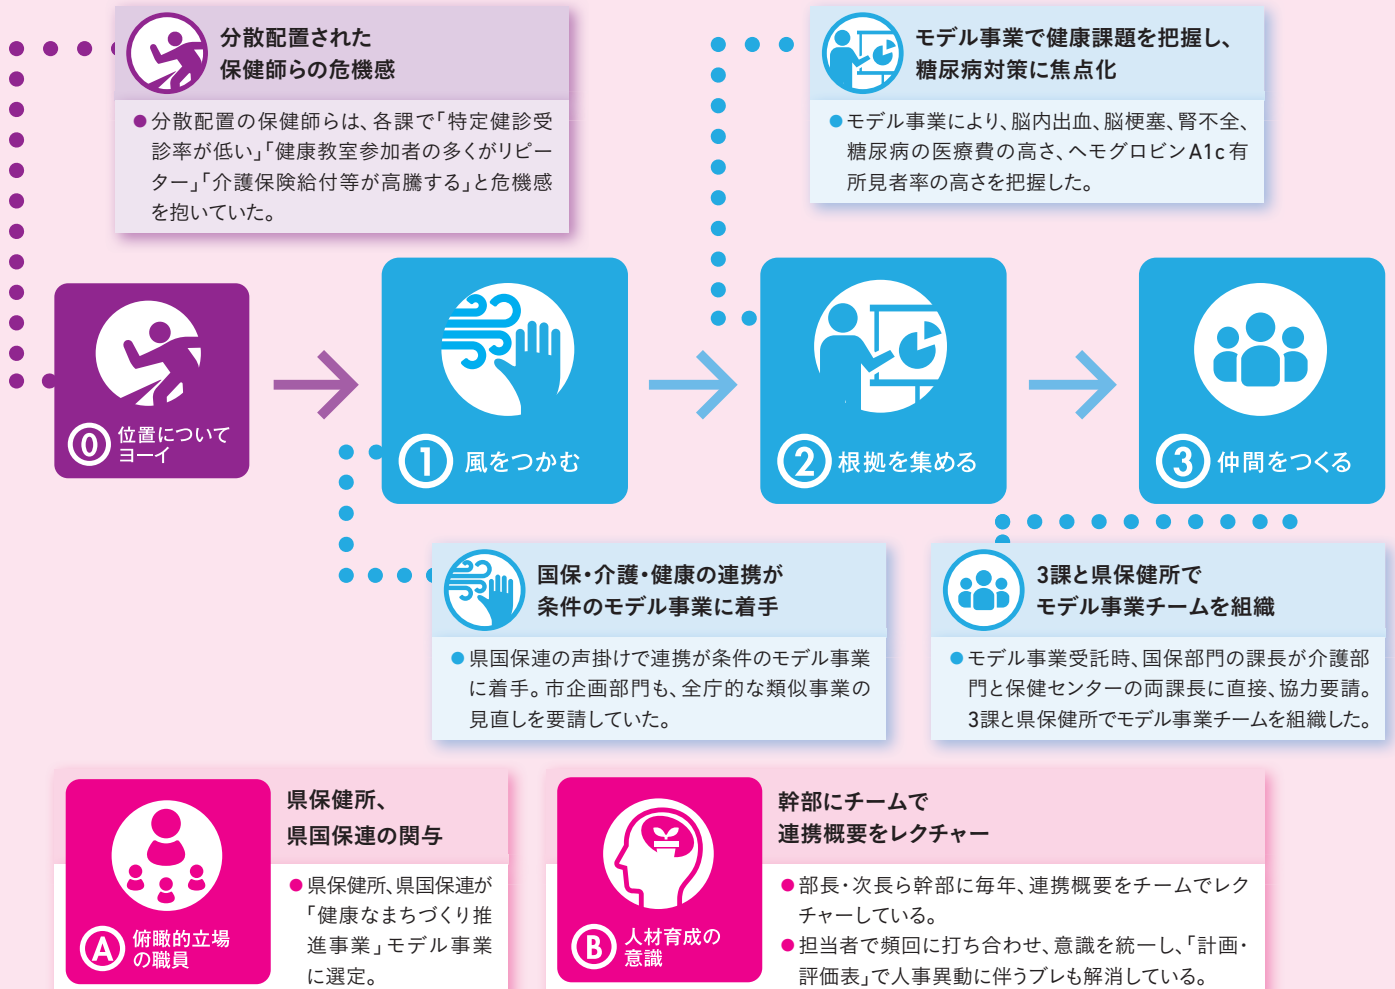 分散配置された
保健師らの危機感
●分散配置の保健師らは、各課で「特定健診受
診率が低い」「健康教室参加者の多くがリピー
ター」「介護保険給付等が高騰する」と危機感
を抱いていた。
モデル事業で健康課題を把握し、
糖尿病対策に焦点化
●モデル事業により、脳内出血、脳梗塞、腎不全、
糖尿病の医療費の高さ、ヘモグロビンA1c有
所見者率の高さを把握した。
0 位置について
ヨーイ
1 風をつかむ
2 根拠を集める
3 仲間をつくる
国保・介護・健康の連携が
条件のモデル事業に着手
●県国保連の声掛けで連携が条件のモデル事業
に着手。市企画部門も、全庁的な類似事業の
見直しを要請していた。
3課と県保健所で
モデル事業チームを組織
●モデル事業受託時、国保部門の課長が介護部
門と保健センターの両課長に直接、協力要請。
3課と県保健所でモデル事業チームを組織した。
A 俯瞰的立場
の職員
県保健所、
県国保連の関与
●県保健所、県国保連が
「健康なまちづくり推
進事業」モデル事業
に選定。
B 人材育成の
意識
幹部にチームで
連携概要をレクチャー
●部長・次長ら幹部に毎年、連携概要をチームでレク
チャーしている。
●担当者で頻回に打ち合わせ、意識を統一し、「計画・
評価表」で人事異動に伴うブレも解消している。